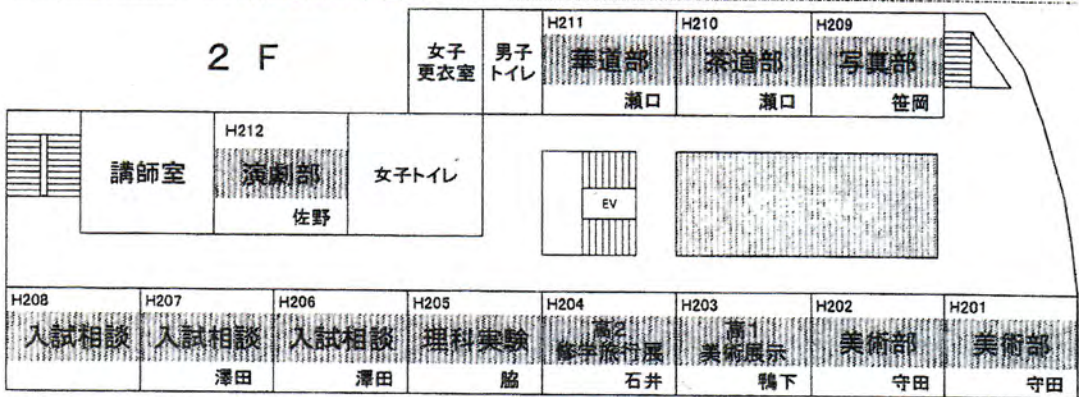 2 F
女子
更衣室
男子
トイレ
H211
華道部
瀬口
H210
茶道部
瀬口
H209
写真部
笹岡
講師室
H212
演劇部
佐野
女子トイレ
EV
H208
入試相談
H207
入試相談
澤田
H206
入試相談
澤田
H205
理科実験
脇
H204
高2
修学旅行展
石井
H203
高1
美術展示
鴨下
H202
美術部
守田
H201
美術部
守田